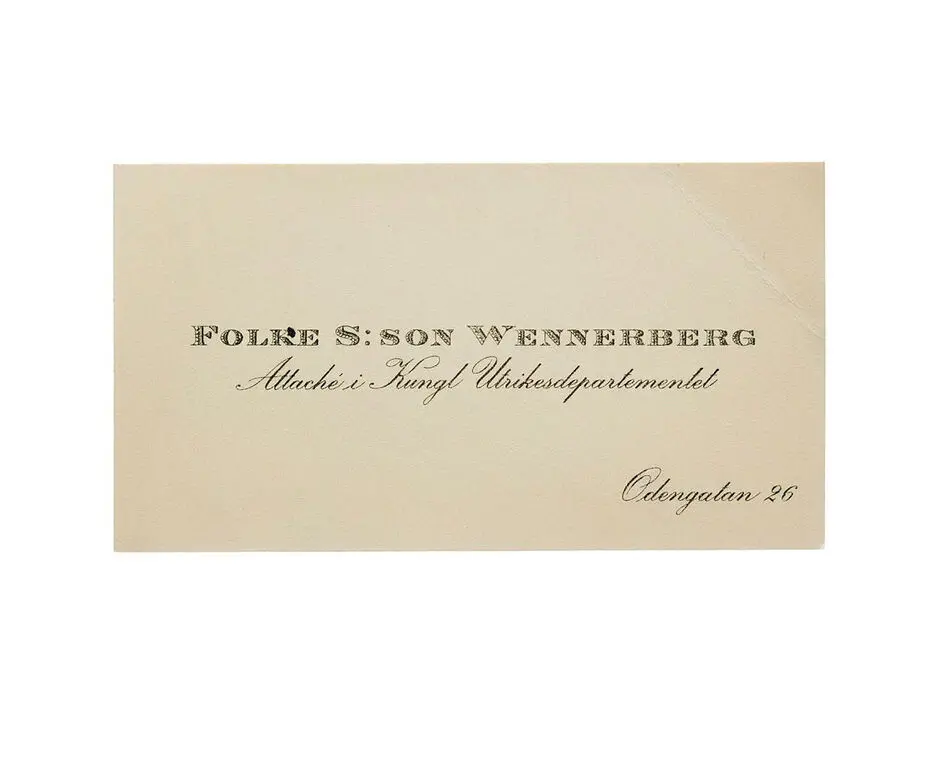 FOLKE S:SON WENNERBERG
Attaché i Kungl Utrikesdepartementet
Odengatan 26